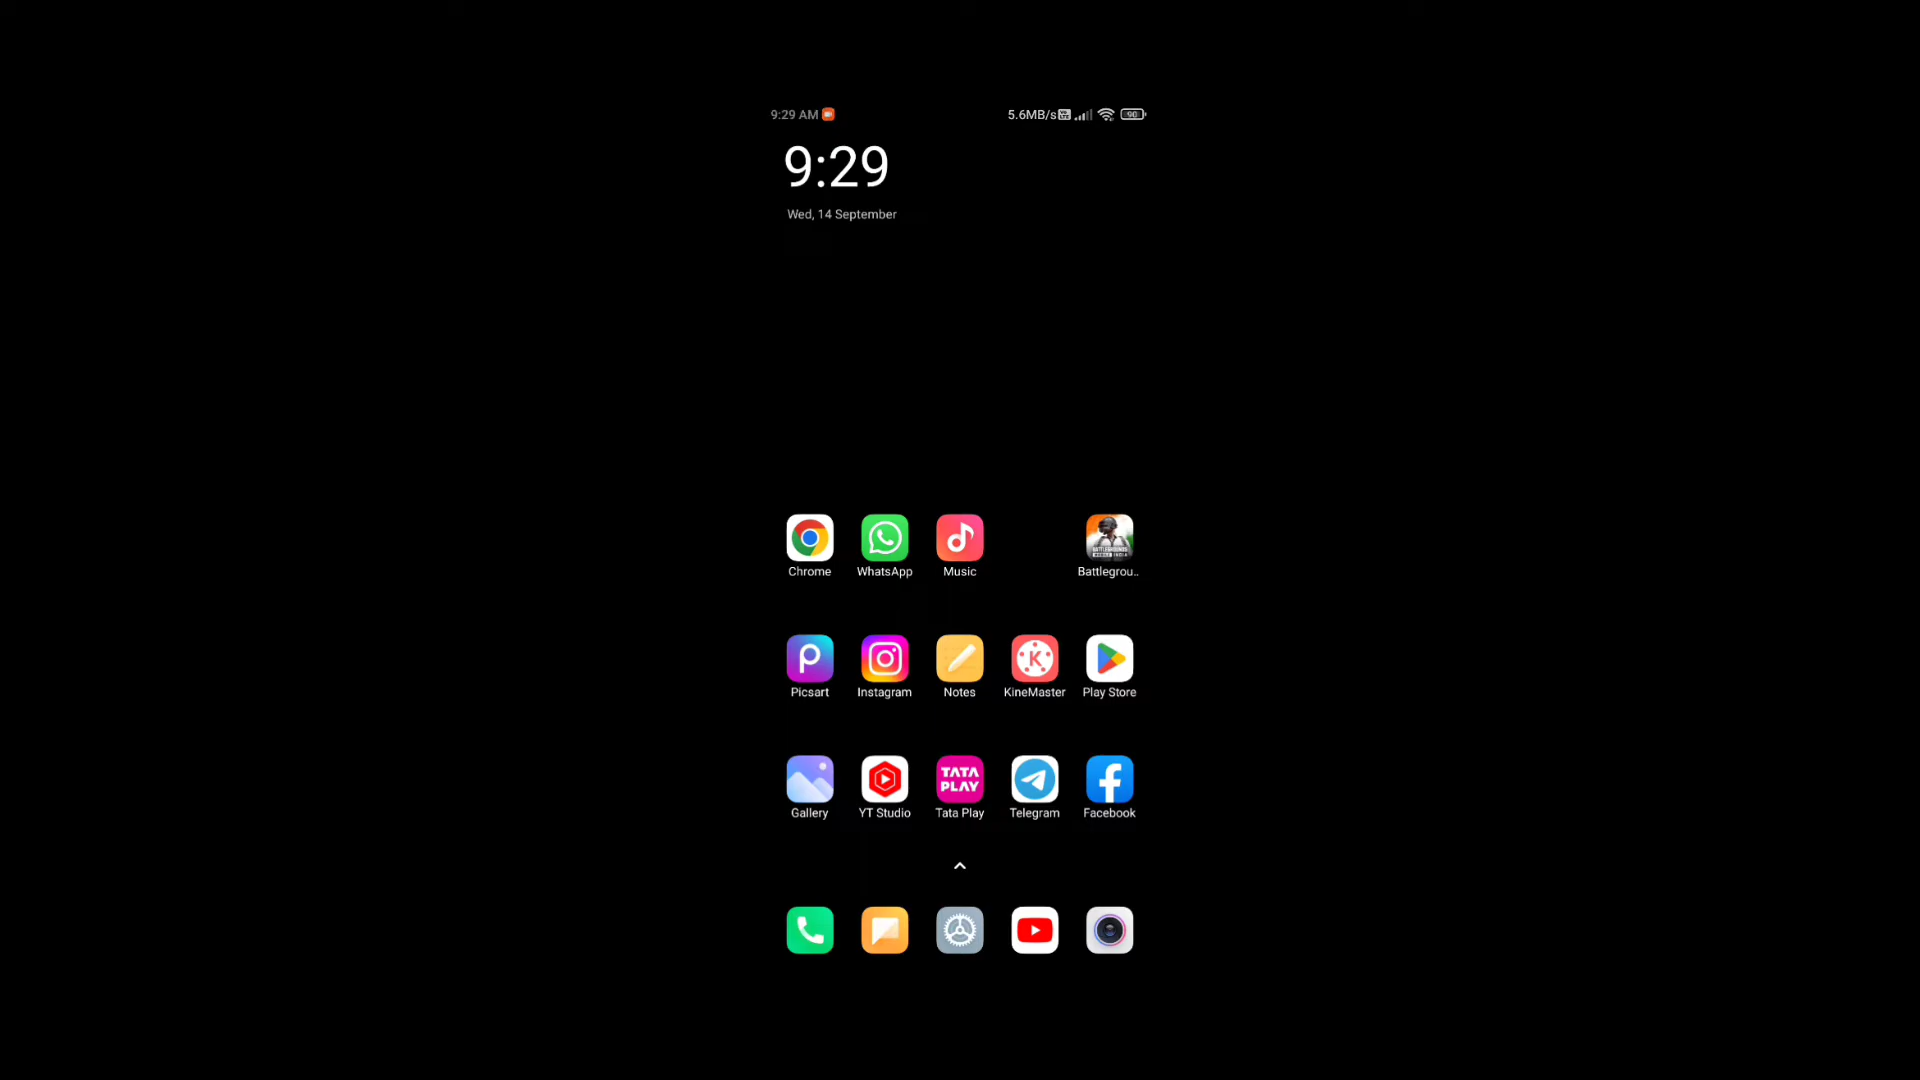 9:29 AM 5.6MB/s 90
9:29
Wed, 14 September
Chrome WhatsApp Music Battlegrou..
Picsart Instagram Notes KineMaster Play Store
TATA
PLAY
Gallery YT Studio Tata Play Telegram Facebook